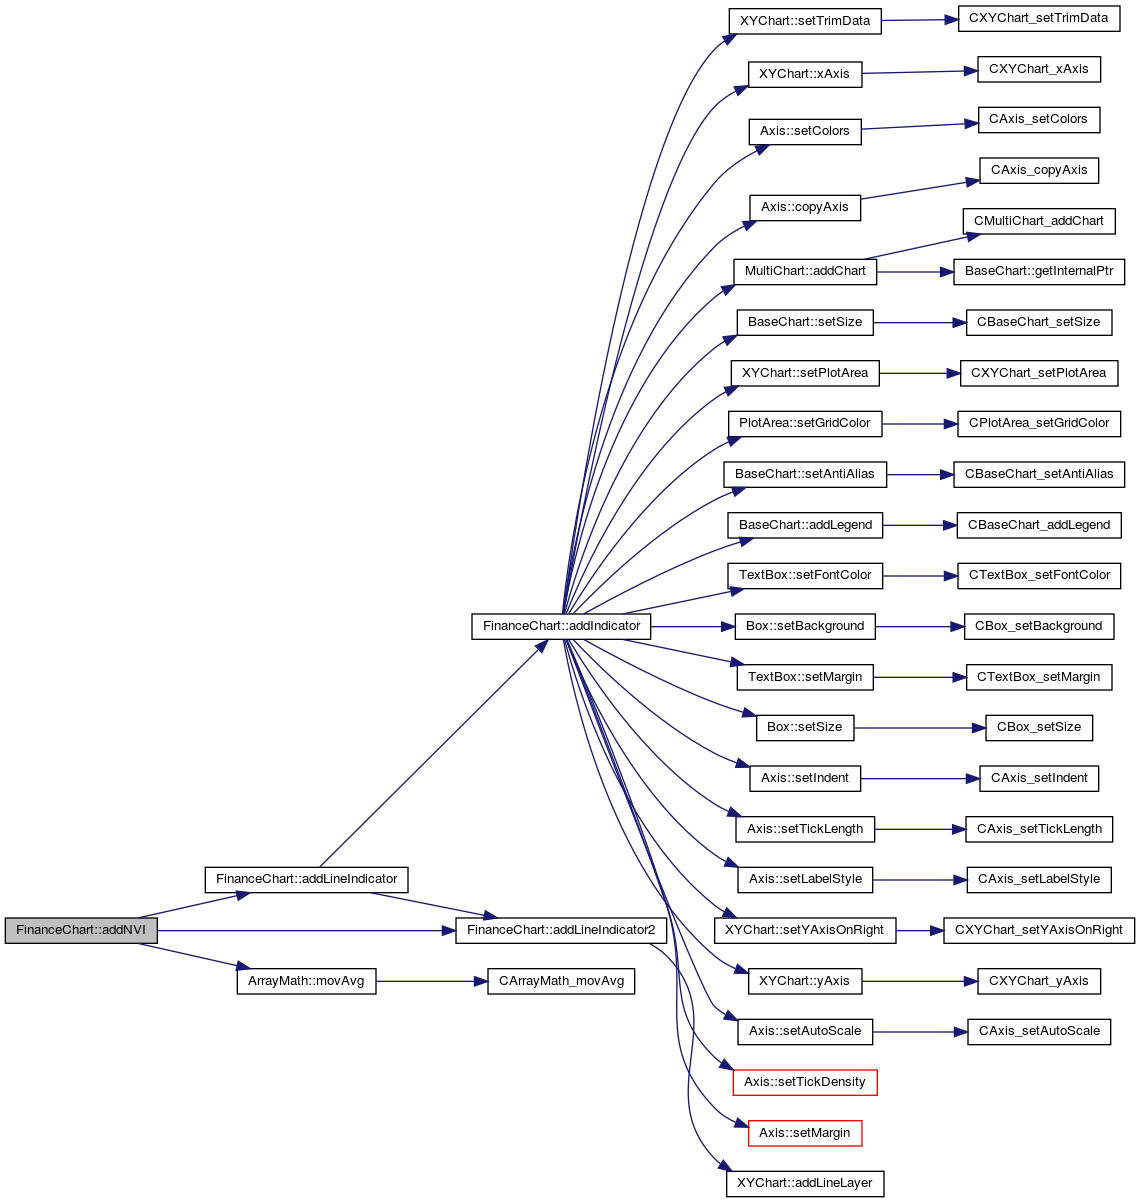 XYChart::setTrimData
CXYChart_setTrimData
XYChart::xAxis
CXYChart_xAxis
Axis::setColors
CAxis_setColors
Axis::copyAxis
CAxis_copyAxis
CMultiChart_addChart
MultiChart::addChart
BaseChart::getInternalPtr
BaseChart::setSize
CBaseChart_setSize
XYChart::setPlotArea
CXYChart_setPlotArea
PlotArea::setGridColor
CPlotArea_setGridColor
BaseChart::setAntiAlias
CBaseChart_setAntiAlias
BaseChart::addLegend
CBaseChart_addLegend
TextBox::setFontColor
CTextBox_setFontColor
FinanceChart::addIndicator
Box::setBackground
CBox_setBackground
TextBox::setMargin
CTextBox_setMargin
Box::setSize
CBox_setSize
Axis::setIndent
CAxis_setIndent
Axis::setTickLength
CAxis_setTickLength
FinanceChart::addLineIndicator
Axis::setLabelStyle
CAxis_setLabelStyle
FinanceChart::addNVI
FinanceChart::addLineIndicator2
XYChart::setYAxisOnRight
CXYChart_setYAxisOnRight
ArrayMath::movAvg
CArrayMath_movAvg
XYChart::yAxis
CXYChart_yAxis
Axis::setAutoScale
CAxis_setAutoScale
Axis::setTickDensity
Axis::setMargin
XYChart::addLineLayer